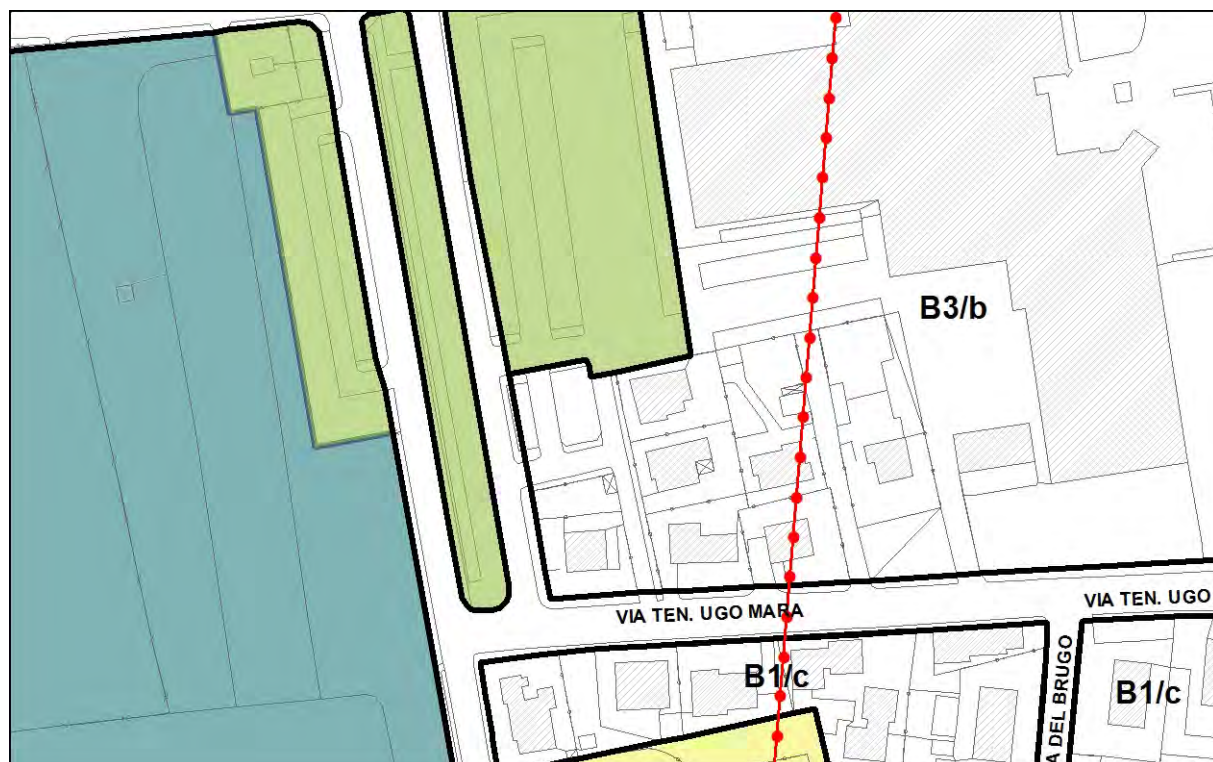 B3/b
VIA TEN. UGO MARA
VIA TEN. UGO
B1/c
B1/c
A DEL BRUGO